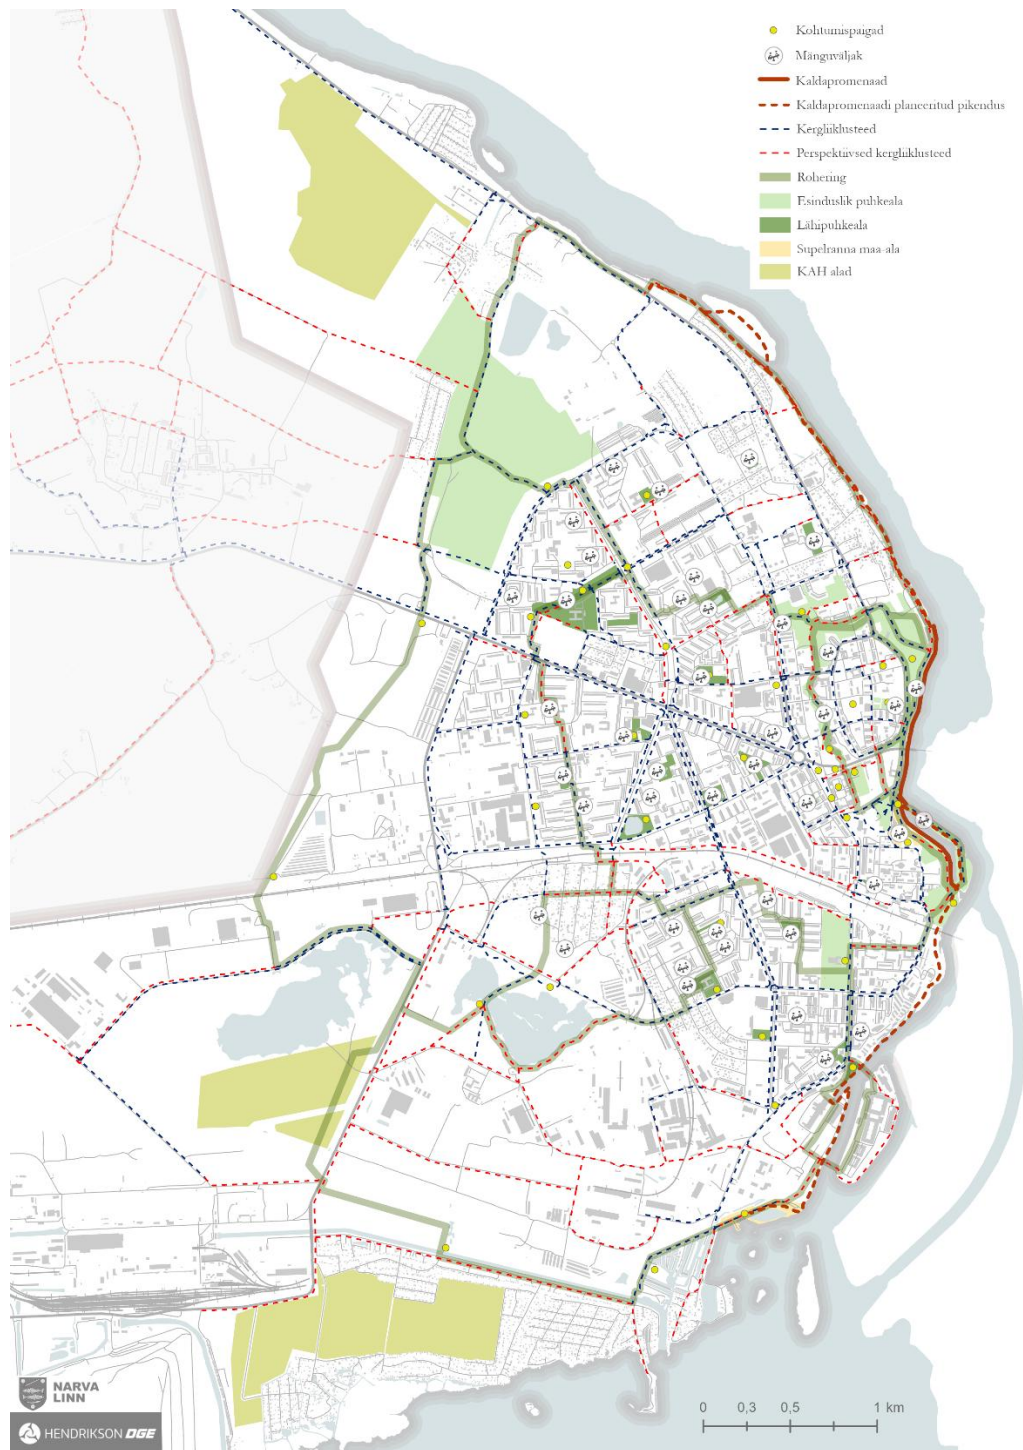 Kohtumispaigad
Mänguväljak
Kaldapromenaad
Kaldapromenaadi planeeritud pikendus
Kergliiklusteed
Perspektiivsed kergliiklusteed
Rohering
Esinduslik puhkeala
Lähipuhkeala
Supelranna maa-ala
KAH alad
NARVA
LINN
HENDRIKSON DGE
0 0,3 0,5 1 km